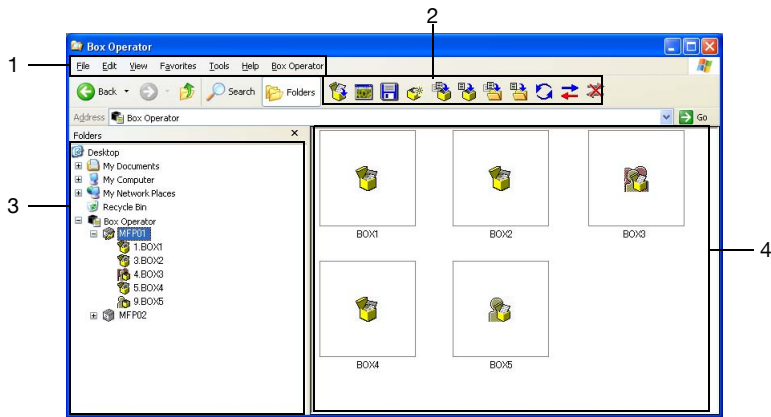 2
Box Operator
1
File Edit View Favorites Tools Help Box Operator
Back Search Folders
Address Box Operator Go
Folders x
Desktop
My Documents
My Computer
My Network Places
Recycle Bin
Box Operator
MFP01
1.BOX1
3.BOX2
4.BOX3
5.BOX4
9.BOX5
MFP02
3
BOX1 BOX2 BOX3
4
BOX4 BOX5